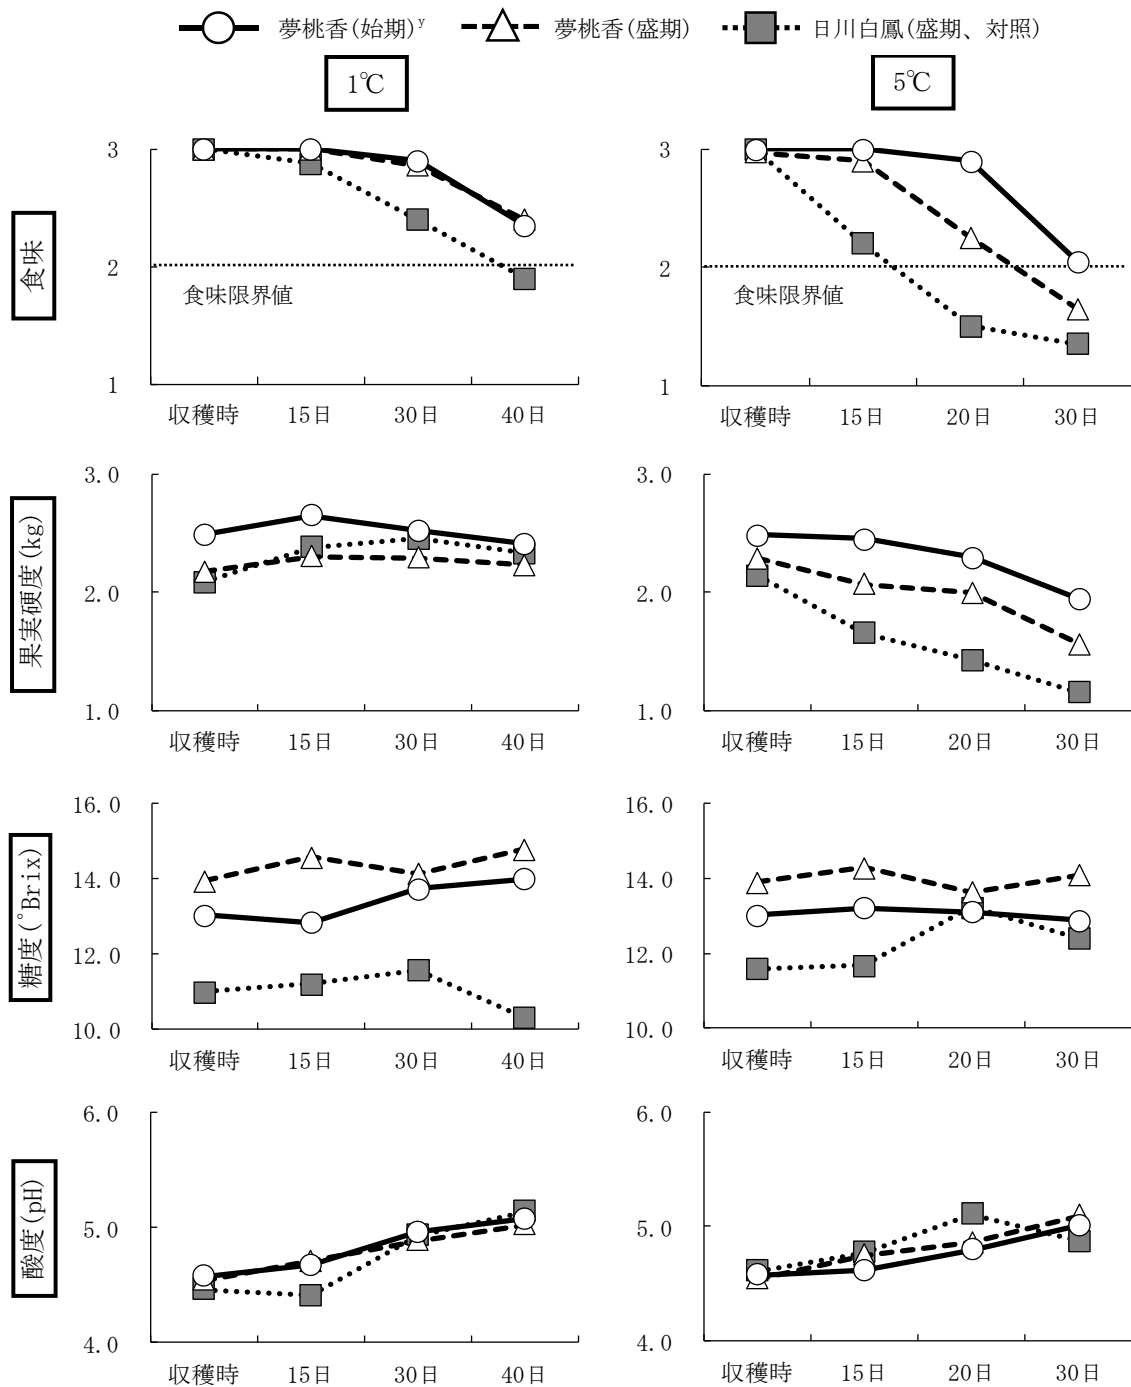 夢桃香(始期)ʸ 夢桃香(盛期) 日川白鳳(盛期、対照)
1℃ 5℃
食味
3
2
1
食味限界値
収穫時 15日 30日 40日
3
2
1
食味限界値
収穫時 15日 20日 30日
果実硬度(kg)
3.0
2.0
1.0
収穫時 15日 30日 40日
3.0
2.0
1.0
収穫時 15日 20日 30日
糖度(°Brix)
16.0
14.0
12.0
10.0
収穫時 15日 30日 40日
16.0
14.0
12.0
10.0
収穫時 15日 20日 30日
酸度(pH)
6.0
5.0
4.0
収穫時 15日 30日 40日
6.0
5.0
4.0
収穫時 15日 20日 30日